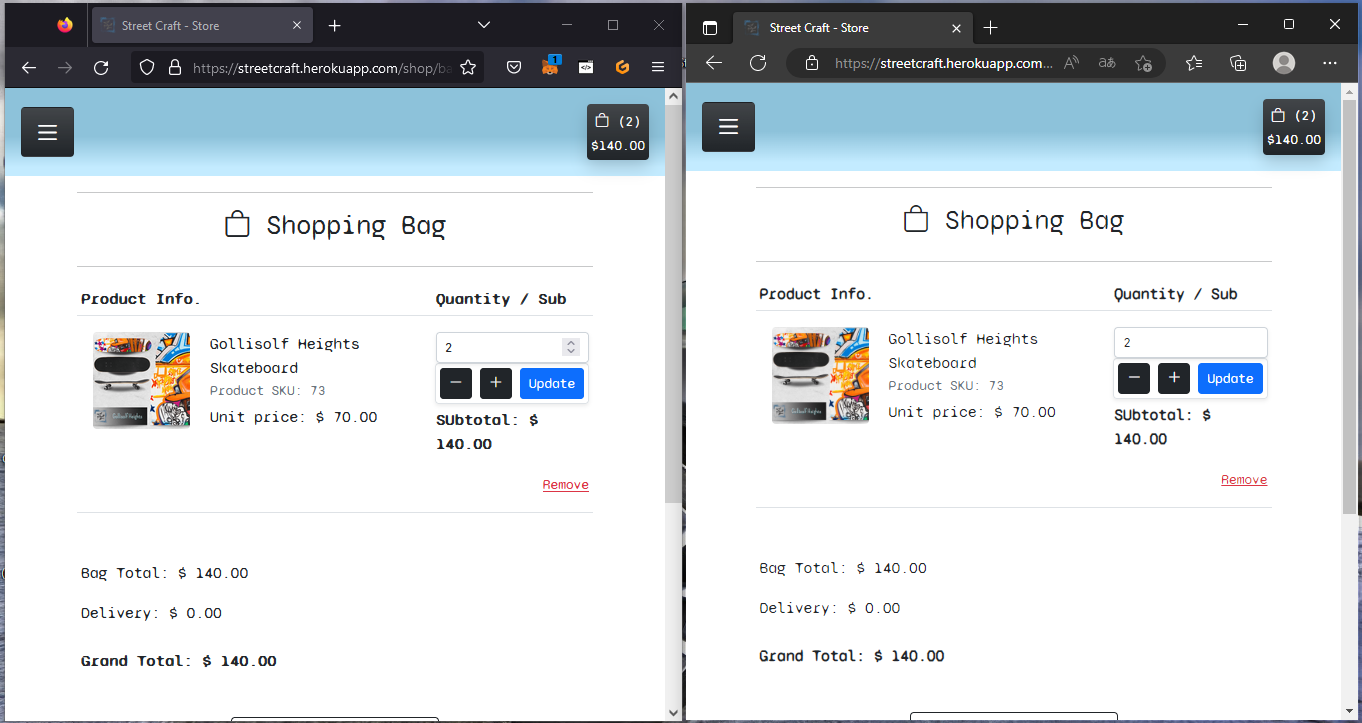 Street Craft - Store
https://streetcraft.herokuapp.com/shop/ba
1
(2)
$140.00
Shopping Bag
Product Info.
Quantity / Sub
Gollisolf Heights
Skateboard
Product SKU: 73
Unit price: $ 70.00
Gollisolf Heights
2
− + Update
SUbtotal: $
140.00
Remove
Bag Total: $ 140.00
Delivery: $ 0.00
Grand Total: $ 140.00
Street Craft - Store
https://streetcraft.herokuapp.com...
(2)
$140.00
Shopping Bag
Product Info.
Quantity / Sub
Gollisolf Heights
Skateboard
Product SKU: 73
Unit price: $ 70.00
Gollisolf Heights
2
− + Update
SUbtotal: $
140.00
Remove
Bag Total: $ 140.00
Delivery: $ 0.00
Grand Total: $ 140.00